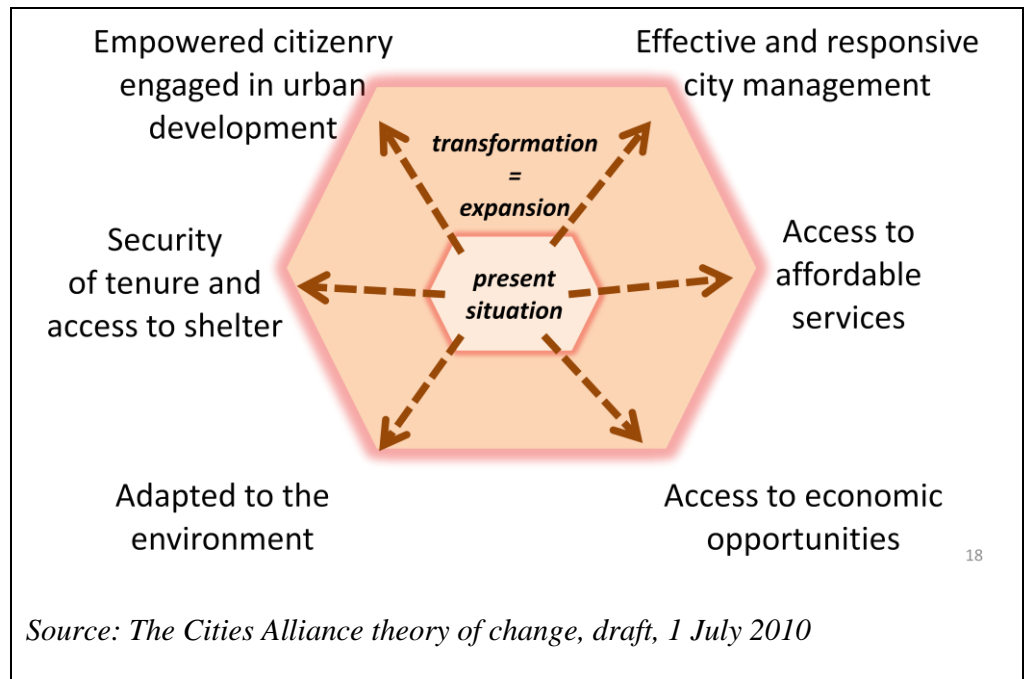 Empowered citizenry
engaged in urban
development
Effective and responsive
city management
transformation
=
expansion
Security
of tenure and
access to shelter
present
situation
Access to
affordable
services
Adapted to the
environment
Access to economic
opportunities
18
Source: The Cities Alliance theory of change, draft, 1 July 2010